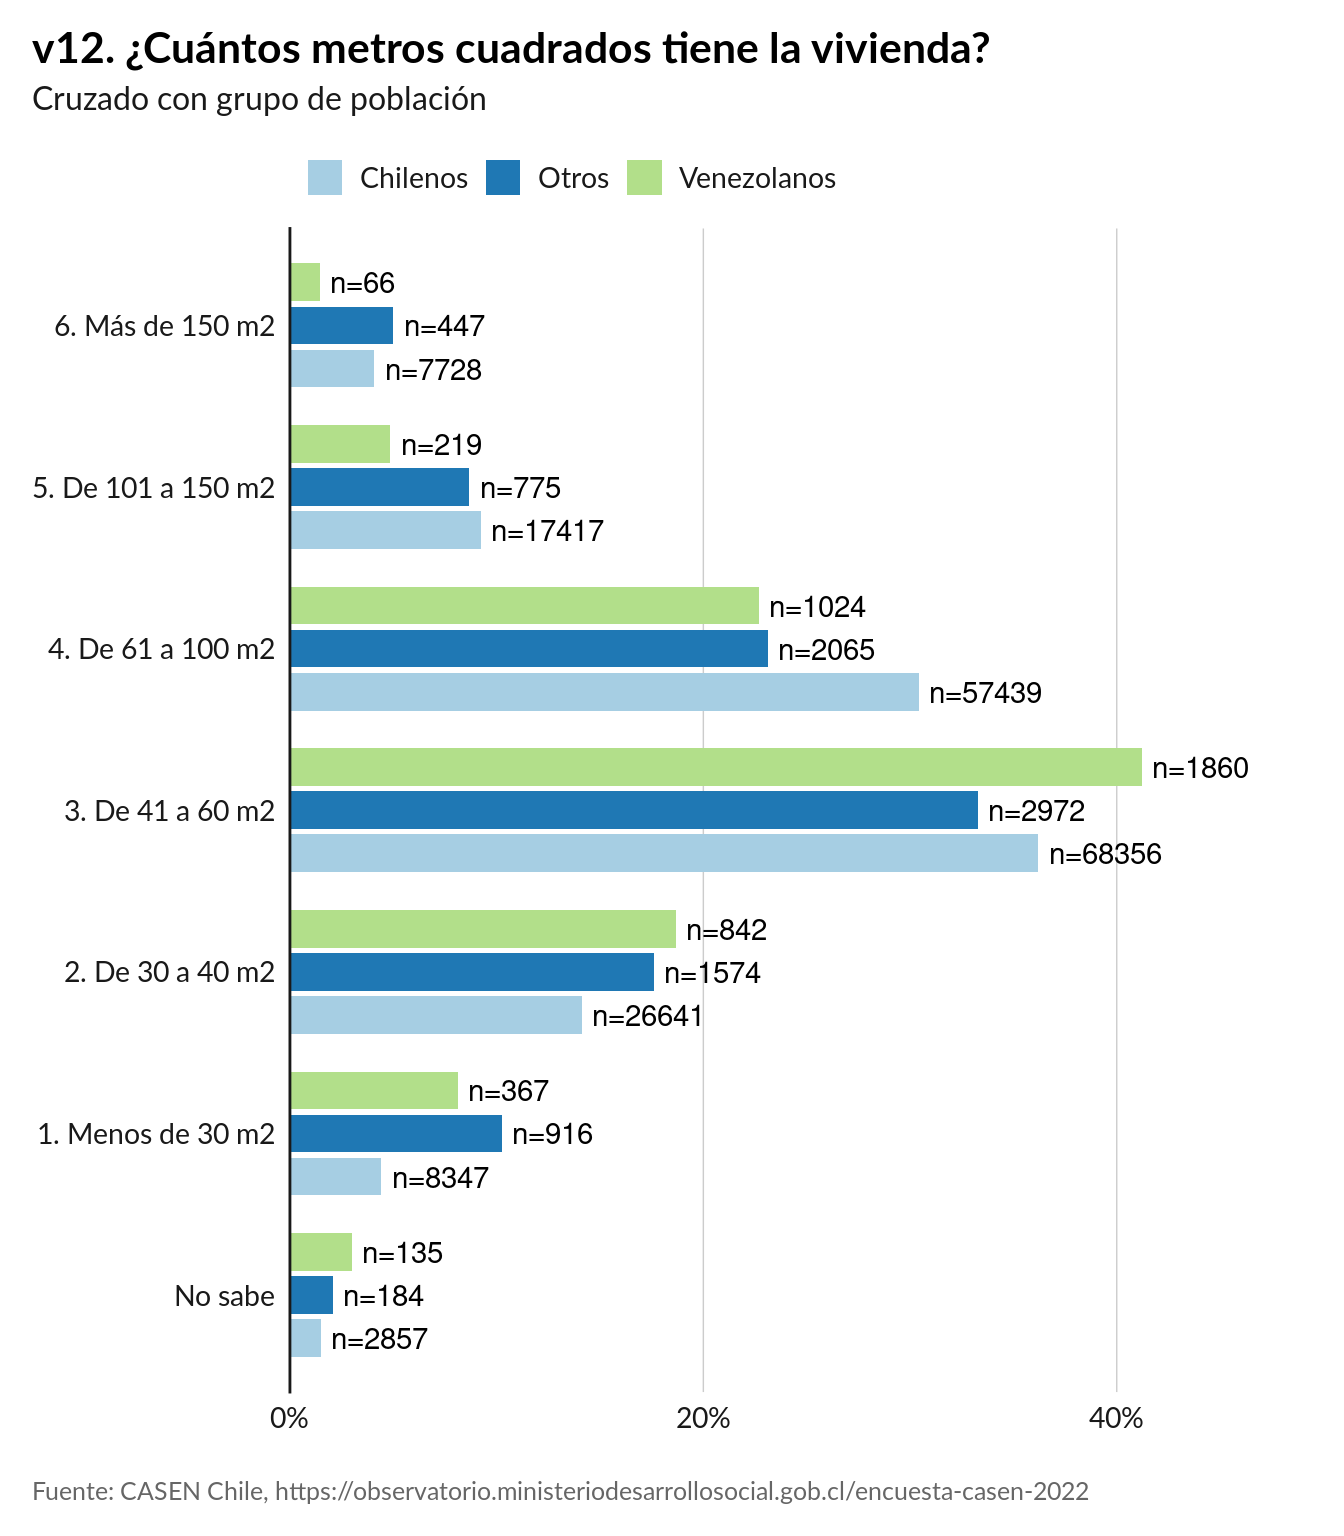 v12. ¿Cuántos metros cuadrados tiene la vivienda?
Cruzado con grupo de población
Chilenos Otros Venezolanos
n=66
6. Más de 150 m2 n=447
n=7728
n=219
5. De 101 a 150 m2 n=775
n=17417
n=1024
4. De 61 a 100 m2 n=2065
n=57439
n=1860
3. De 41 a 60 m2 n=2972
n=68356
n=842
2. De 30 a 40 m2 n=1574
n=26641
n=367
1. Menos de 30 m2 n=916
n=8347
n=135
No sabe n=184
n=2857
0% 20% 40%
Fuente: CASEN Chile, https://observatorio.ministeriodesarrollosocial.gob.cl/encuesta-casen-2022